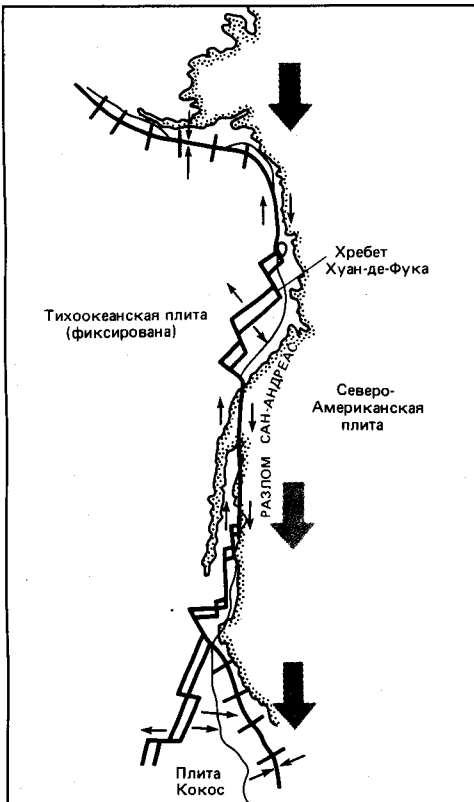 Хребет
Хуан-де-Фука
Тихоокеанская плита
(фиксирована)
РАЗЛОМ САН-АНДРЕАС
Северо-
Американская
плита
Плита
Кокос